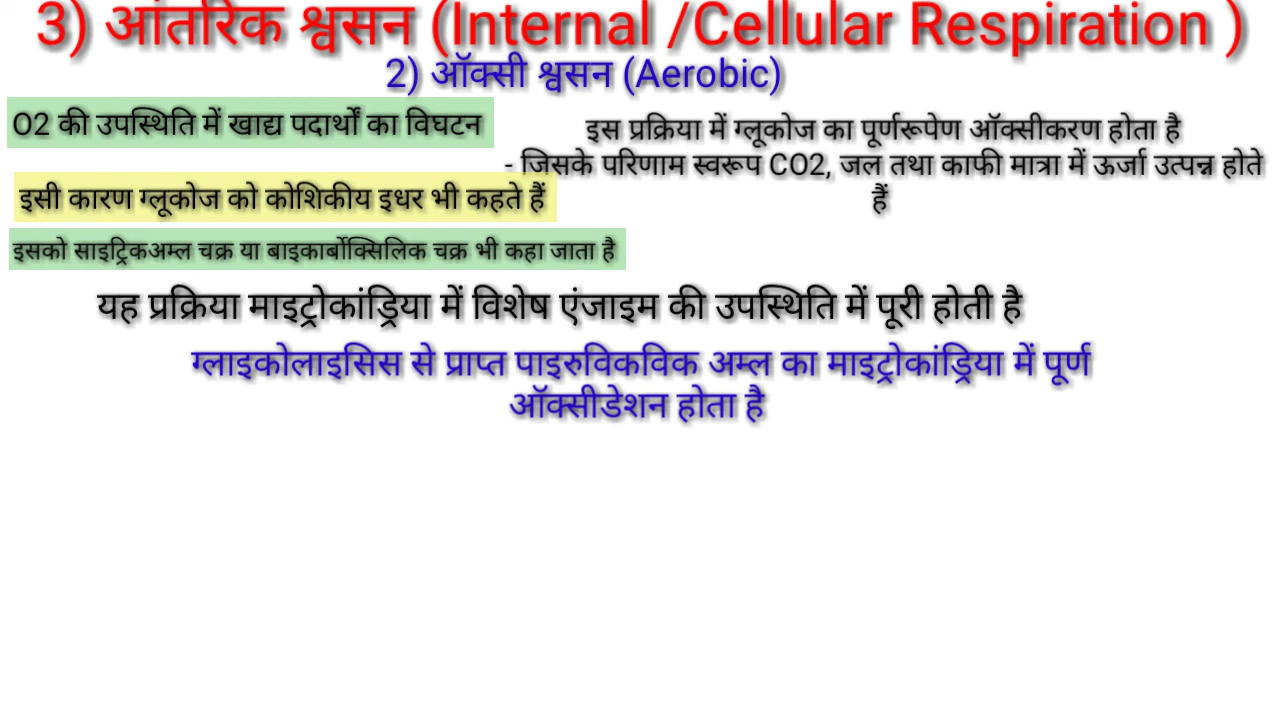 3) आंतरिक श्वसन (Internal /Cellular Respiration )
2) ऑक्सी श्वसन (Aerobic)
O2 की उपस्थिति में खाद्य पदार्थों का विघटन
इस प्रक्रिया में ग्लूकोज का पूर्णरूपेण ऑक्सीकरण होता है
- जिसके परिणाम स्वरूप CO2, जल तथा काफी मात्रा में ऊर्जा उत्पन्न होते
हैं
इसी कारण ग्लूकोज को कोशिकीय इधर भी कहते हैं
इसको साइट्रिकअम्ल चक्र या बाइकार्बोक्सिलिक चक्र भी कहा जाता है
यह प्रक्रिया माइट्रोकांड्रिया में विशेष एंजाइम की उपस्थिति में पूरी होती है
ग्लाइकोलाइसिस से प्राप्त पाइरुविकविक अम्ल का माइट्रोकांड्रिया में पूर्ण
ऑक्सीडेशन होता है